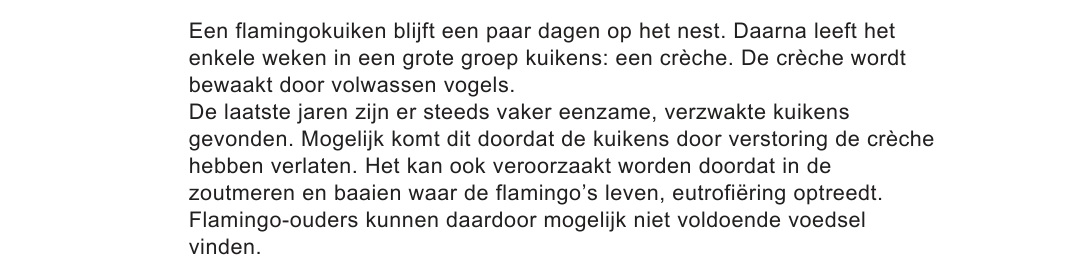 Een flamingokuiken blijft een paar dagen op het nest. Daarna leeft het
enkele weken in een grote groep kuikens: een crèche. De crèche wordt
bewaakt door volwassen vogels.
De laatste jaren zijn er steeds vaker eenzame, verzwakte kuikens
gevonden. Mogelijk komt dit doordat de kuikens door verstoring de crèche
hebben verlaten. Het kan ook veroorzaakt worden doordat in de
zoutmeren en baaien waar de flamingo’s leven, eutrofiëring optreedt.
Flamingo-ouders kunnen daardoor mogelijk niet voldoende voedsel
vinden.